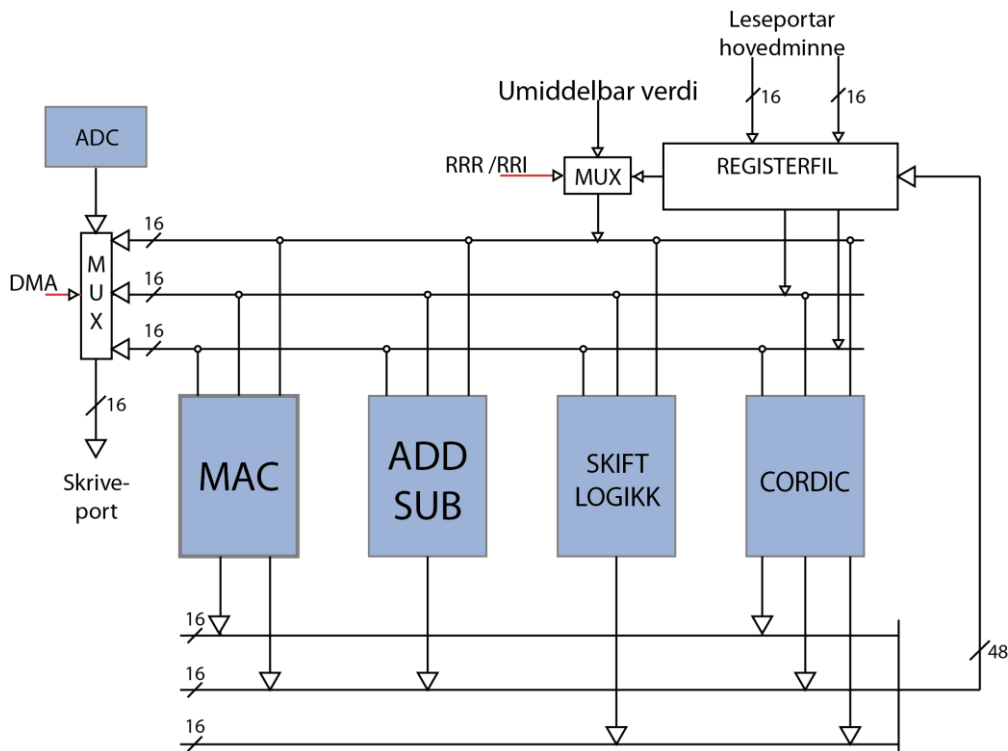 Leseportar
hovedminne
16
16
Umiddelbar verdi
ADC
RRR /RRI
MUX
REGISTERFIL
16
M
U
X
DMA
16
16
16
Skrive-
port
MAC
ADD
SUB
SKIFT
LOGIKK
CORDIC
16
16
48
16